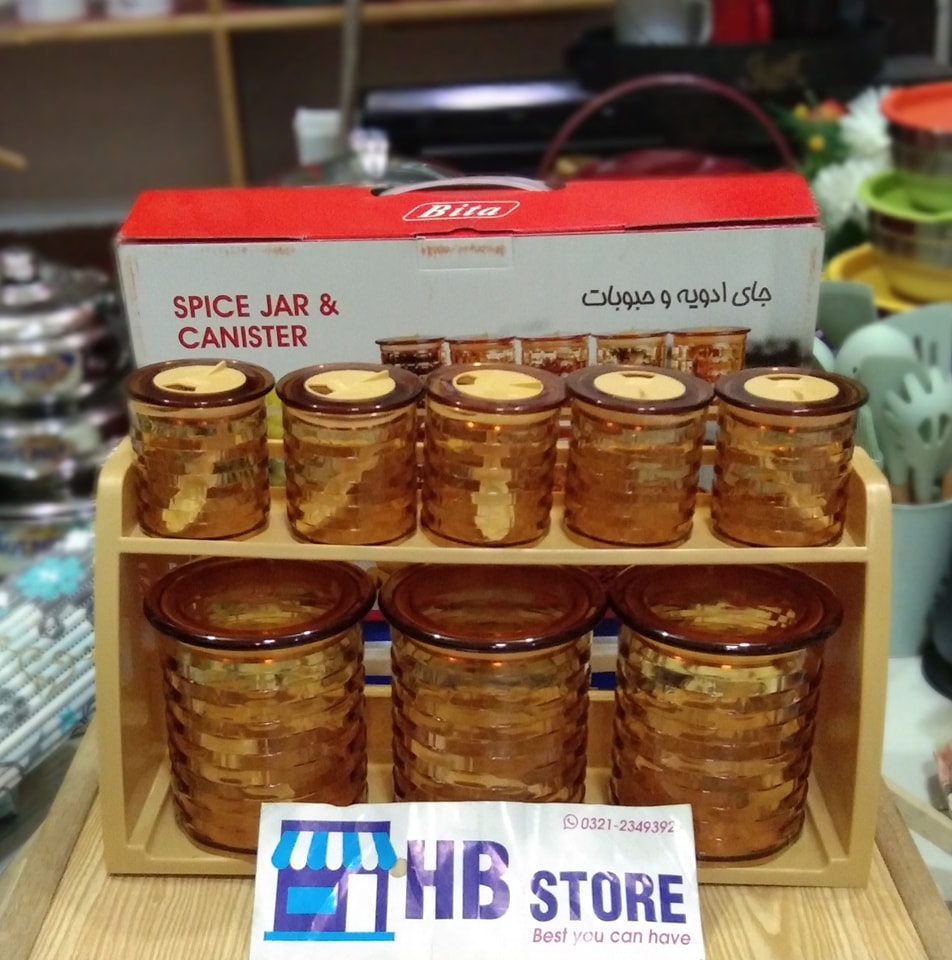 Bita
SPICE JAR &
CANISTER
جای ادویه و حبوبات
0321-2349392
HB STORE
Best you can have